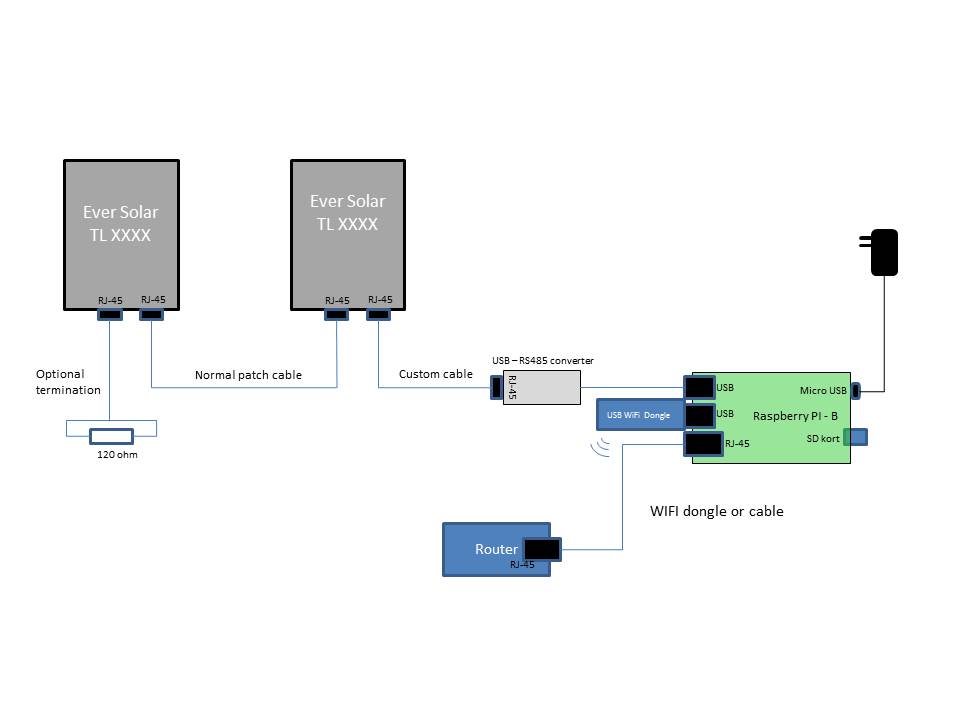 Ever Solar
TL XXXX
RJ-45
RJ-45
Ever Solar
TL XXXX
RJ-45
RJ-45
Optional
termination
120 ohm
Normal patch cable
Custom cable
USB – RS485 converter
RJ-45
USB
USB WiFi Dongle
USB
RJ-45
Micro USB
Raspberry PI - B
SD kort
WIFI dongle or cable
Router
RJ-45